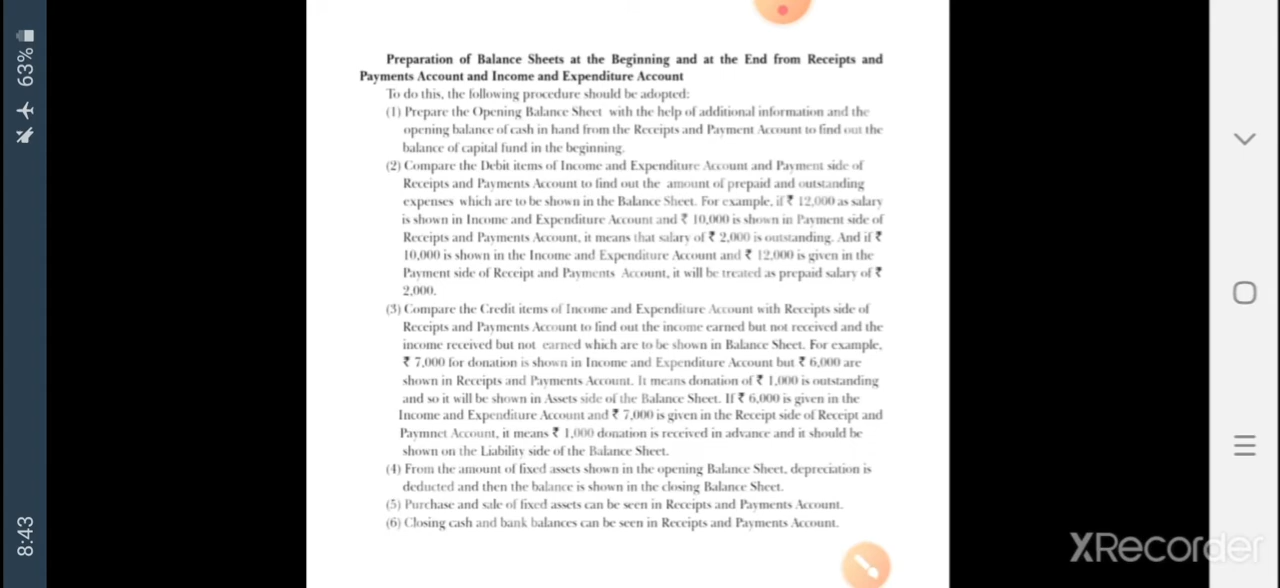 63%
8:43
Preparation of Balance Sheets at the Beginning and at the End from Receipts and
Payments Account and Income and Expenditure Account
To do this, the following procedure should be adopted:
(1) Prepare the Opening Balance Sheet with the help of additional information and the
opening balance of cash in hand from the Receipts and Payment Account to find out the
balance of capital fund in the beginning.
(2) Compare the Debit items of Income and Expenditure Account and Payment side of
Receipts and Payments Account to find out the amount of prepaid and outstanding
expenses which are to be shown in the Balance Sheet. For example, if ₹ 12,000 as salary
is shown in Income and Expenditure Account and ₹ 10,000 is shown in Payment side of
Receipts and Payments Account, it means that salary of ₹ 2,000 is outstanding. And if ₹
10,000 is shown in the Income and Expenditure Account and ₹ 12,000 is given in the
Payment side of Receipt and Payments Account, it will be treated as prepaid salary of ₹
2,000.
(3) Compare the Credit items of Income and Expenditure Account with Receipts side of
Receipts and Payments Account to find out the income earned but not received and the
income received but not earned which are to be shown in Balance Sheet. For example,
₹ 7,000 for donation is shown in Income and Expenditure Account but ₹ 6,000 are
shown in Receipts and Payments Account. It means donation of ₹ 1,000 is outstanding
and so it will be shown in Assets side of the Balance Sheet. If ₹ 6,000 is given in the
Income and Expenditure Account and ₹ 7,000 is given in the Receipt side of Receipt and
Paymnet Account, it means ₹ 1,000 donation is received in advance and it should be
shown on the Liability side of the Balance Sheet.
(4) From the amount of fixed assets shown in the opening Balance Sheet, depreciation is
deducted and then the balance is shown in the closing Balance Sheet.
(5) Purchase and sale of fixed assets can be seen in Receipts and Payments Account.
(6) Closing cash and bank balances can be seen in Receipts and Payments Account.
XRecorder